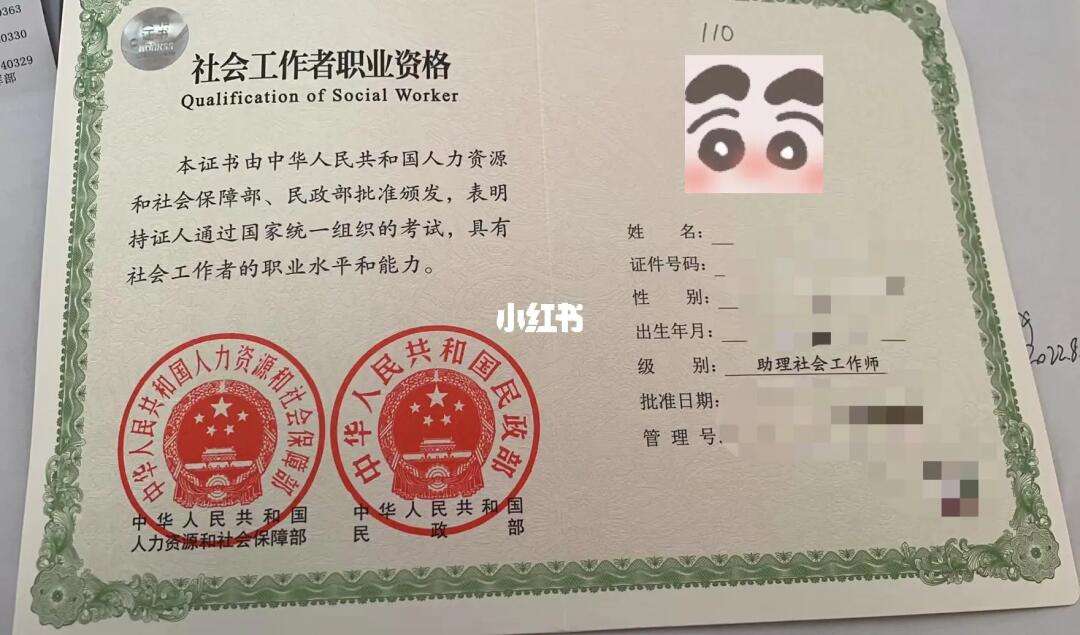 0363
0330
40329
证书
社会工作者职业资格
Qualification of Social Worker
本证书由中华人民共和国人力资源
和社会保障部、民政部批准颁发，表明
持证人通过国家统一组织的考试，具有
社会工作者的职业水平和能力。
中华人民共和国人力资源和社会保障部
中华人民共和国民政部
中华人民共和国
人力资源和社会保障部
中华人民共和国
民政部
小红书
110
姓 名：
证件号码：
性 别：
出生年月：
级 别：助理社会工作师
批准日期：
管 理 号
2022.8